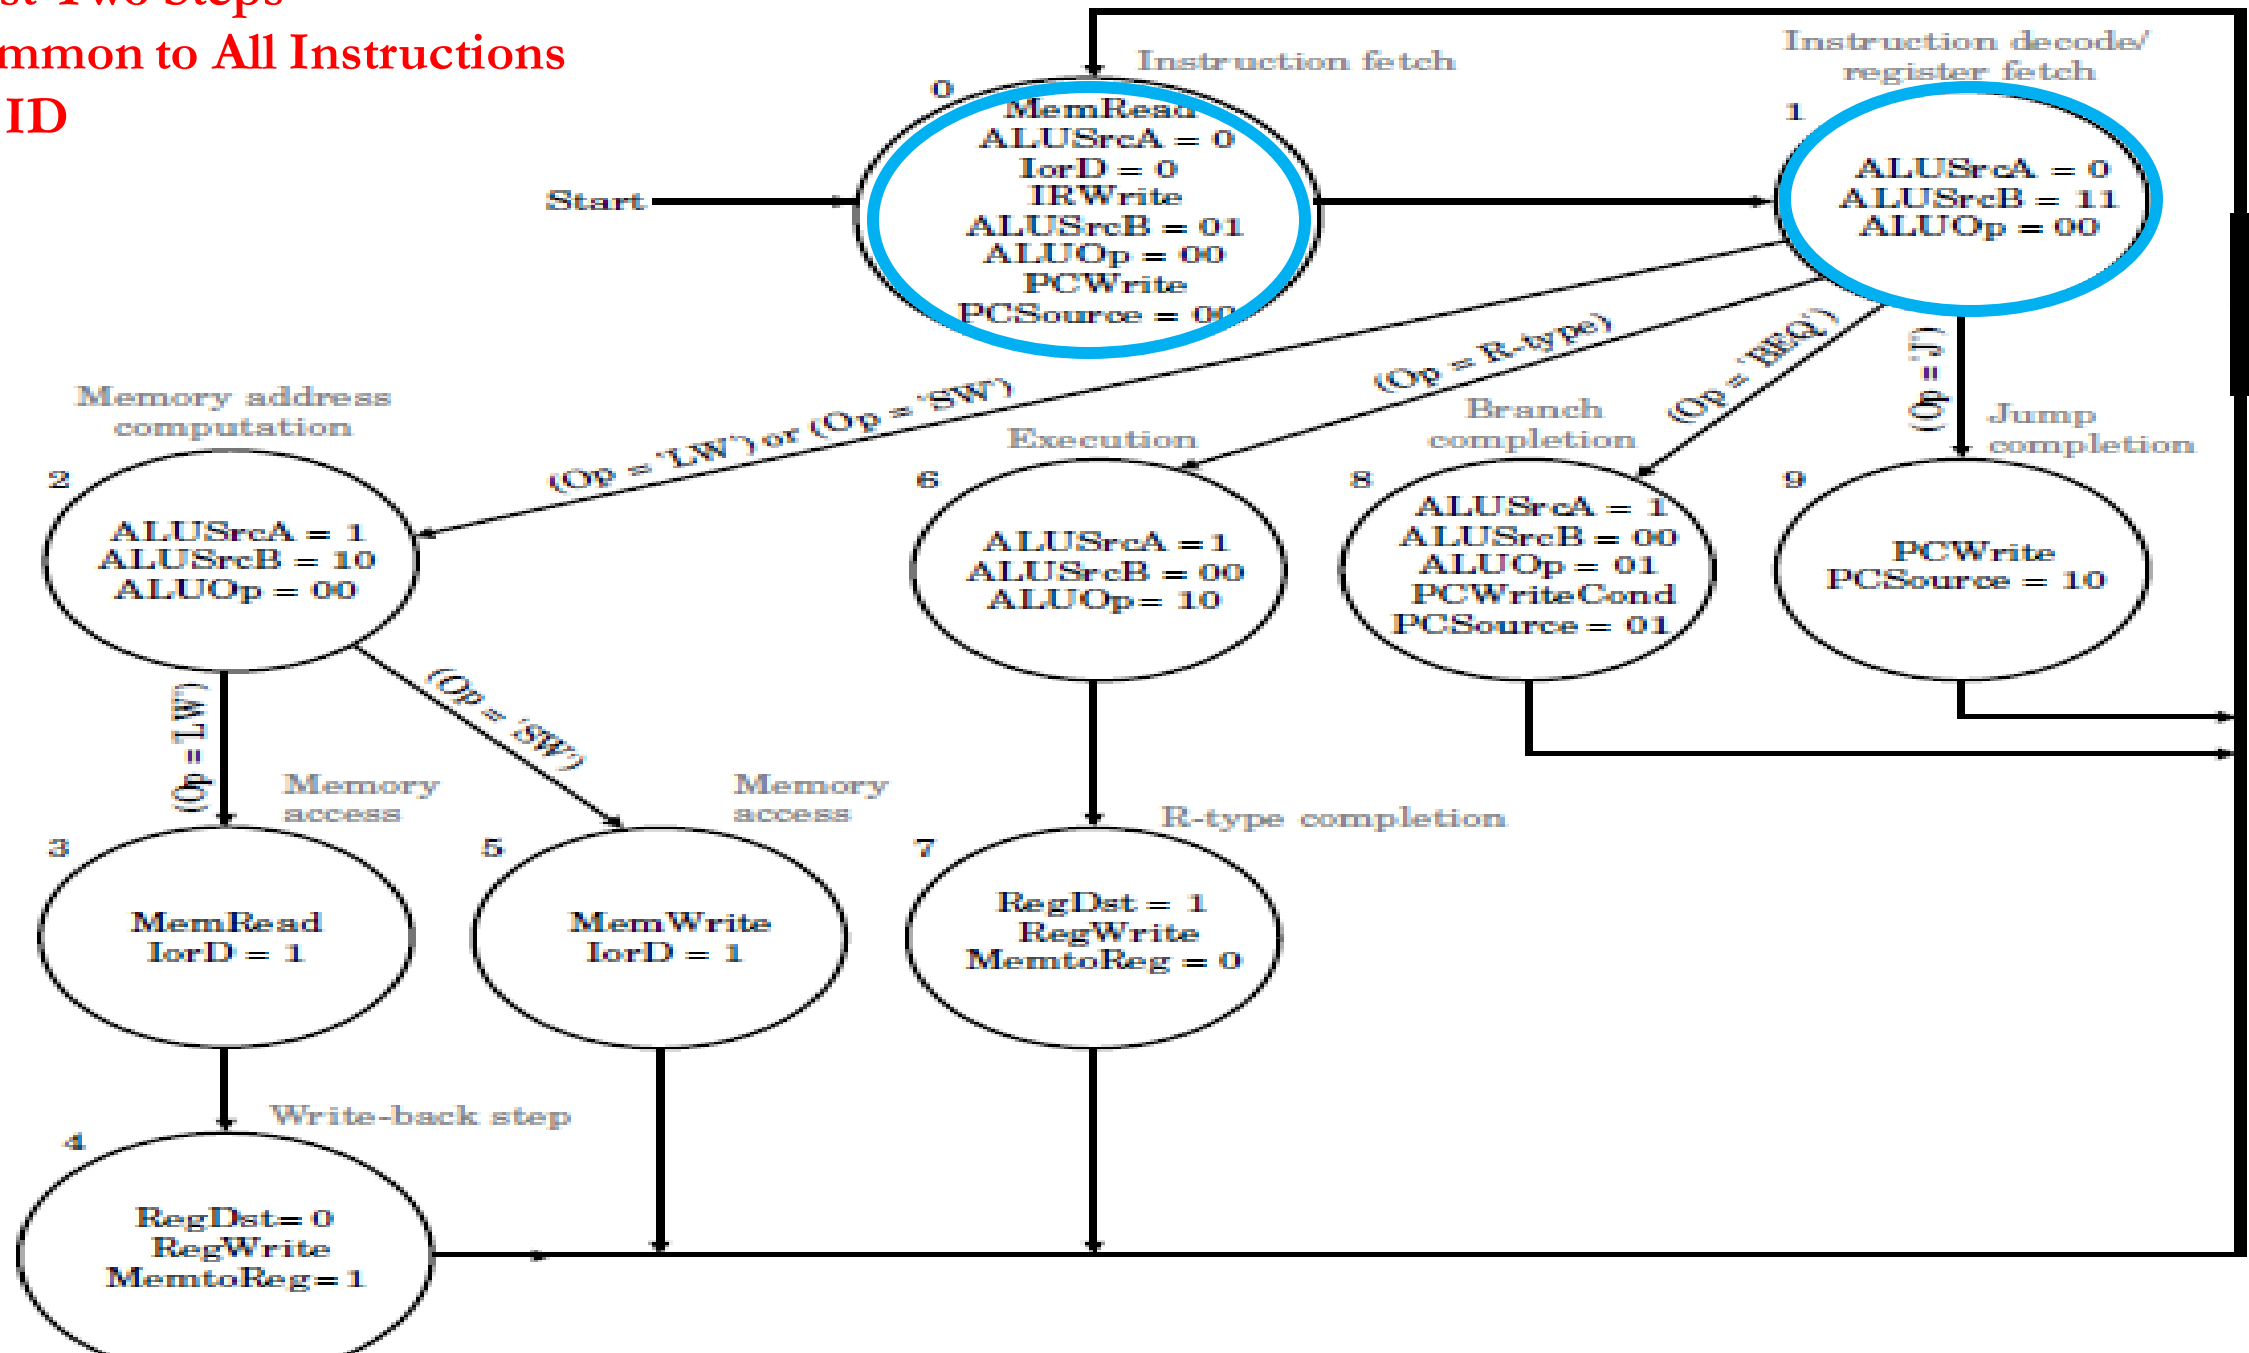 st Two Steps
mmon to All Instructions
ID
Instruction fetch
0
MemRead
ALUSrcA = 0
IorD = 0
IRWrite
ALUSrcB = 01
ALUOp = 00
PCWrite
PCSource = 00
Instruction decode/
register fetch
1
ALUSrcA = 0
ALUSrcB = 11
ALUOp = 00
Start
(Op = 'LW') or (Op = 'SW')
(Op = R-type)
(Op = 'BEQ')
(Op = 'J')
Memory address
computation
2
ALUSrcA = 1
ALUSrcB = 10
ALUOp = 00
Execution
6
ALUSrcA =1
ALUSrcB = 00
ALUOp= 10
Branch
completion
8
ALUSrcA = 1
ALUSrcB = 00
ALUOp = 01
PCWriteCond
PCSource = 01
Jump
completion
9
PCWrite
PCSource = 10
(Op = 'LW')
(Op = 'SW')
Memory
access
3
MemRead
IorD = 1
Memory
access
5
MemWrite
IorD = 1
R-type completion
7
RegDst = 1
RegWrite
MemtoReg = 0
Write-back step
4
RegDst= 0
RegWrite
MemtoReg=1